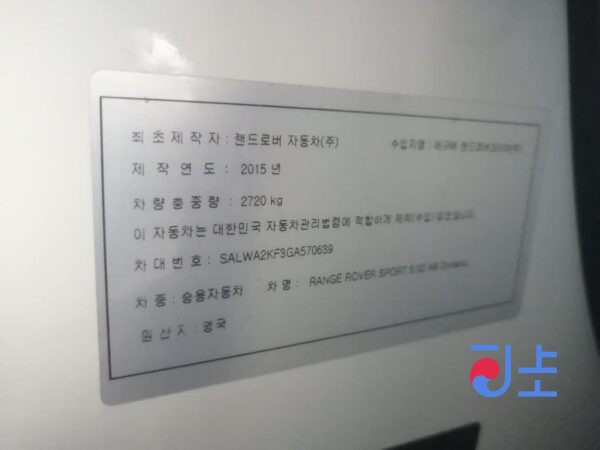 최초제작자 : 랜드로버 자동차(주) 수입자명 :
제작연도 : 2015 년
차량총중량 : 2720 kg
이 자동차는 대한민국 자동차관리법령에 적합하게 제작(수입)되었습니다
차대번호 : SALWA2KF3GA570639
차종 : 승용자동차 차명 : RANGE ROVER SPORT
원산지 : 영국